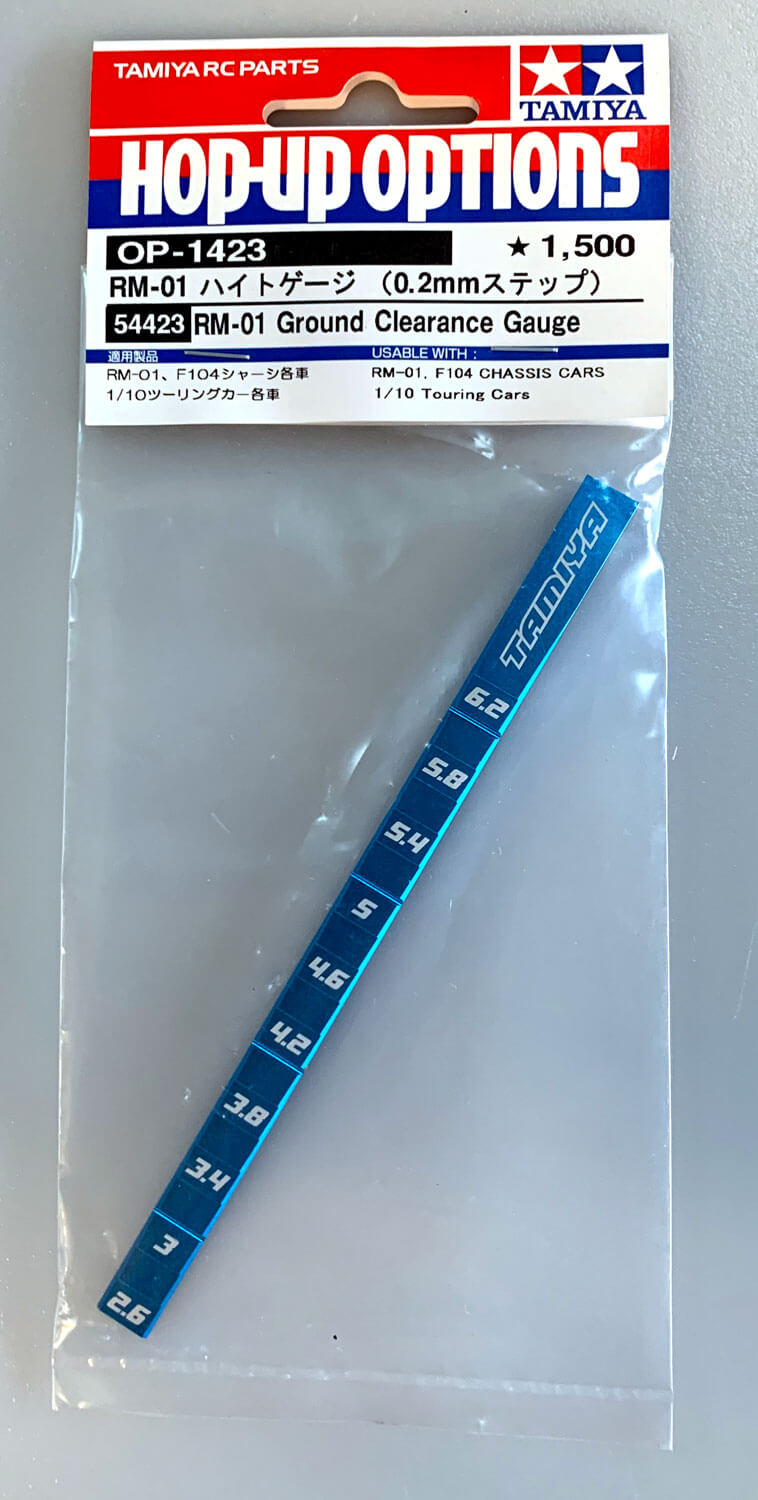 TAMIYA RC PARTS
TAMIYA
HOP-UP OPTIONS
OP-1423 ★ 1,500
RM-01 ハイトゲージ （0.2mmステップ）
54423 RM-01 Ground Clearance Gauge
適用製品
RM-01、F104シャーシ各車
1/10ツーリングカー各車
USABLE WITH :
RM-01, F104 CHASSIS CARS
1/10 Touring Cars
TAMIYA
6.2
5.8
5.4
5
4.6
4.2
3.8
3.4
3
2.6